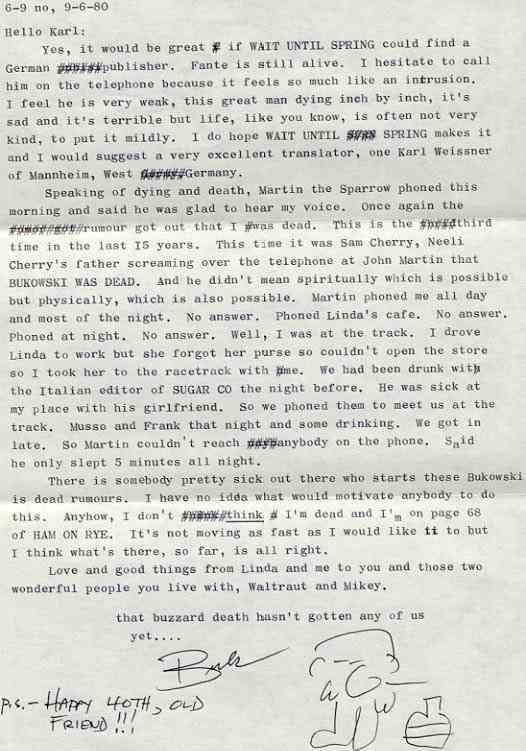 6-9 no, 9-6-80
Hello Karl:
Yes, it would be great if WAIT UNTIL SPRING could find a
German publisher. Fante is still alive. I hesitate to call
him on the telephone because it feels so much like an intrusion.
I feel he is very weak, this great man dying inch by inch, it's
sad and it's terrible but life, like you know, is often not very
kind, to put it mildly. I do hope WAIT UNTIL SPRING makes it
and I would suggest a very excellent translator, one Karl Weissner
of Mannheim, West Germany.
Speaking of dying and death, Martin the Sparrow phoned this
morning and said he was glad to hear my voice. Once again the
rumour got out that I was dead. This is the third
time in the last I5 years. This time it was Sam Cherry, Neeli
Cherry's father screaming over the telephone at John Martin that
BUKOWSKI WAS DEAD. And he didn't mean spiritually which is possible
but physically, which is also possible. Martin phoned me all day
and most of the night. No answer. Phoned Linda's cafe. No answer.
Phoned at night. No answer. Well, I was at the track. I drove
Linda to work but she forgot her purse so couldn't open the store
so I took her to the racetrack with me. We had been drunk with
the Italian editor of SUGAR CO the night before. He was sick at
my place with his girlfriend. So we phoned them to meet us at the
track. Musso and Frank that night and some drinking. We got in
late. So Martin couldn't reach anybody on the phone. Said
he only slept 5 minutes all night.
There is somebody pretty sick out there who starts these Bukowski
is dead rumours. I have no idda what would motivate anybody to do
this. Anyhow, I don't think I'm dead and I'm on page 68
of HAM ON RYE. It's not moving as fast as I would like ti to but
I think what's there, so far, is all right.
Love and good things from Linda and me to you and those two
wonderful people you live with, Waltraut and Mikey.
that buzzard death hasn't gotten any of us
yet....
Buk
P.S.- HAPPY 40TH, OLD
FRIEND!!!